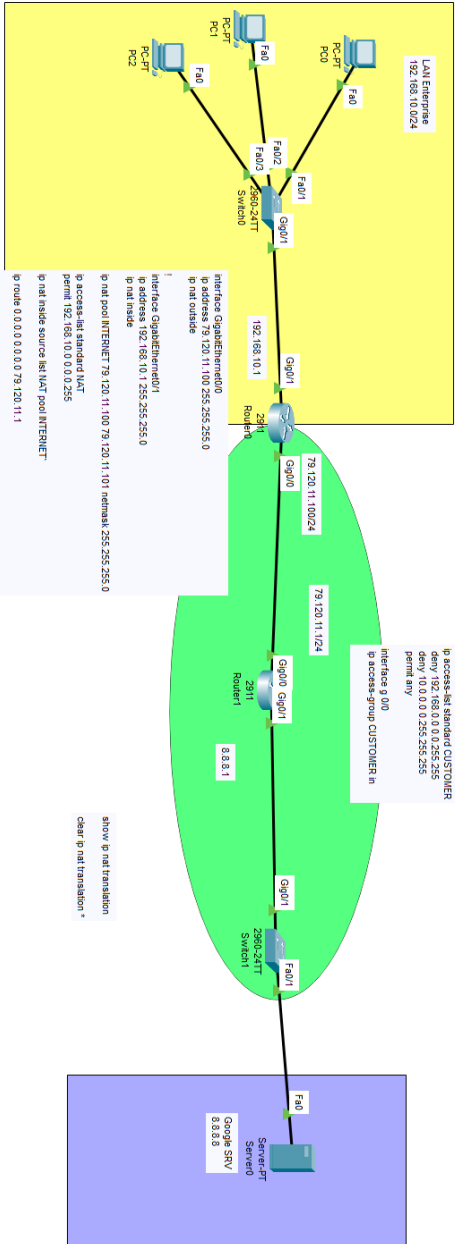 LAN Enterprise
192.168.10.0/24
PC-PT
PC0
Fa0
PC-PT
PC1
Fa0
PC-PT
PC2
Fa0
Fa0/1
Fa0/2
Fa0/3
2960-24TT
Switch0
Gig0/1
192.168.10.1
Gig0/1
2911
Router0
Gig0/0
79.120.11.100/24
79.120.11.1/24
Gig0/0
Gig0/1
2911
Router1
8.8.8.1
Gig0/1
2960-24TT
Switch1
Fa0/1
Fa0
Server-PT
Server0
Google SRV
8.8.8.8
ip access-list standard CUSTOMER
deny 192.168.0.0 0.0.255.255
deny 10.0.0.0 0.255.255.255
permit any
interface g 0/0
ip access-group CUSTOMER in
interface GigabitEthernet0/0
ip address 79.120.11.100 255.255.255.0
ip nat outside
!
interface GigabitEthernet0/1
ip address 192.168.10.1 255.255.255.0
ip nat inside
ip nat pool INTERNET 79.120.11.100 79.120.11.101 netmask 255.255.255.0
ip access-list standard NAT
permit 192.168.10.0 0.0.0.255
ip nat inside source list NAT pool INTERNET`
ip route 0.0.0.0 0.0.0.0 79.120.11.1
show ip nat translation
clear ip nat translation *